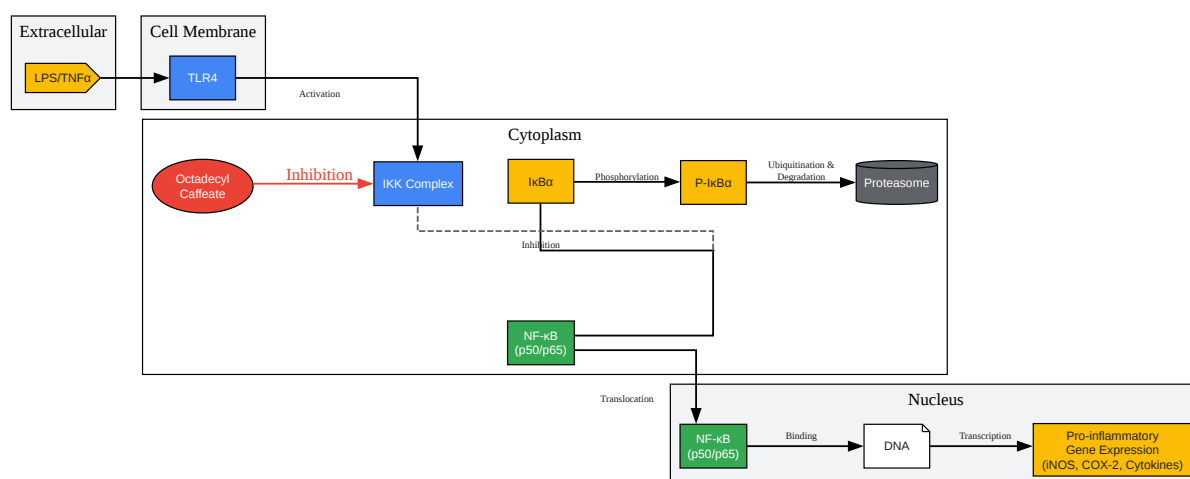 Extracellular
LPS/TNFα
Cell Membrane
TLR4
Activation
Cytoplasm
Octadecyl
Caffeate
Inhibition
IKK Complex
IκBα
Phosphorylation
P-IκBα
Ubiquitination &
Degradation
Proteasome
Inhibition
NF-κB
(p50/p65)
Translocation
Nucleus
NF-κB
(p50/p65)
Binding
DNA
Transcription
Pro-inflammatory
Gene Expression
(iNOS, COX-2, Cytokines)